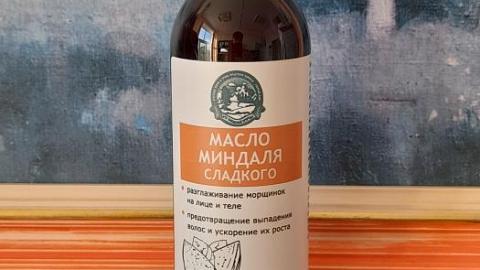 МАСЛО
МИНДАЛЯ
СЛАДКОГО
• разглаживание морщинок
на лице и теле
• предотвращение выпадения
волос и ускорение их роста